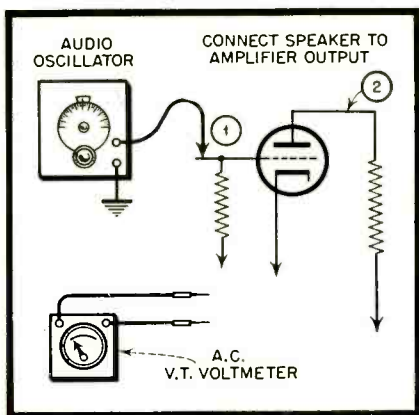 AUDIO
OSCILLATOR
CONNECT SPEAKER TO
AMPLIFIER OUTPUT
1
2
A.C.
V.T. VOLTMETER